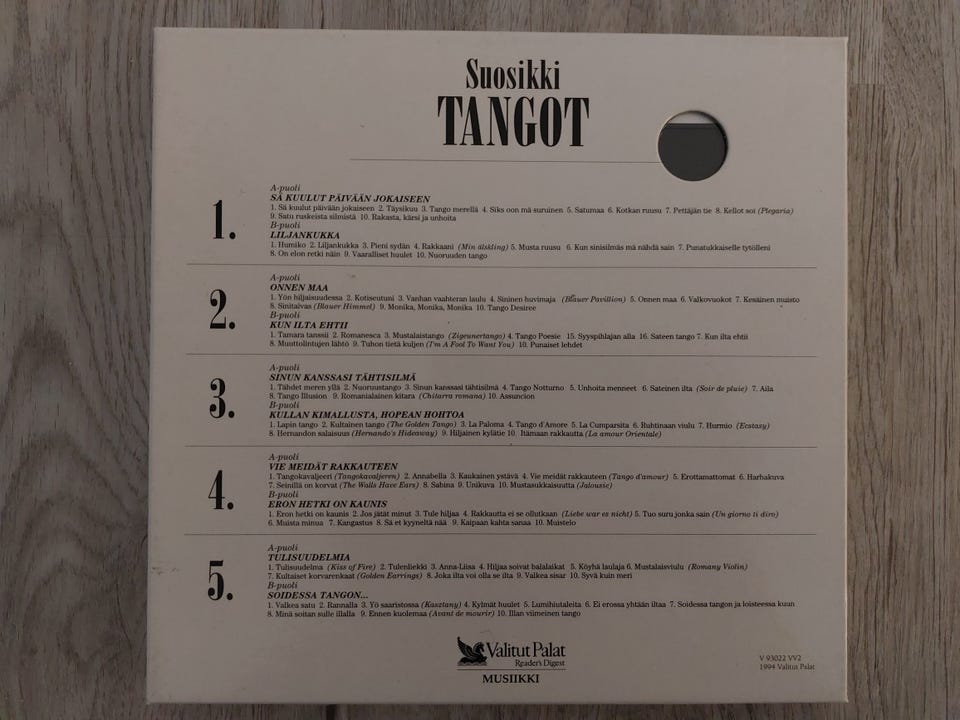 Suosikki
TANGOT
1.
A-puoli
SÄ KUULUT PÄIVÄÄN JOKAISEEN
1. Sä kuulut päivään jokaiseen 2. Täysikuu 3. Tango merellä 4. Siks oon mä suruinen 5. Satumaa 6. Kotkan ruusu 7. Pettäjän tie 8. Kellot soi (Plegaria)
9. Satu ruskeista silmistä 10. Rakasta, kärsi ja unhoita
B-puoli
LILJANKUKKA
1. Humiko 2. Liljankukka 3. Pieni sydän 4. Rakkaani (Min älskling) 5. Musta ruusu 6. Kun sinisilmäs mä nähdä sain 7. Punatukkaiselle tytölleni
8. On elon retki näin 9. Vaaralliset huulet 10. Nuoruuden tango
2.
A-puoli
ONNEN MAA
1. Yön hiljaisuudessa 2. Kotiseutuni 3. Vanhan vaahteran laulu 4. Sininen huvimaja (Blauer Pavillion) 5. Onnen maa 6. Valkovuokot 7. Kesäinen muisto
8. Sinitaivas (Blauer Himmel) 9. Monika, Monika, Monika 10. Tango Desiree
B-puoli
KUN ILTA EHTII
1. Tamara tanssii 2. Romanesca 3. Mustalaistango (Zigeunertango) 4. Tango Poesie 15. Syyspihlajan alla 16. Sateen tango 7. Kun ilta ehtii
8. Muuttolintujen lähtö 9. Tuhon tietä kuljen (I'm A Fool To Want You) 10. Punaiset lehdet
3.
A-puoli
SINUN KANSSASI TÄHTISILMÄ
1. Tähdet meren yllä 2. Nuoruustango 3. Sinun kanssasi tähtisilmä 4. Tango Notturno 5. Unhoita menneet 6. Sateinen ilta (Soir de pluie) 7. Aila
8. Tango Illusion 9. Romanialainen kitara (Chitarra romana) 10. Assuncion
B-puoli
KULLAN KIMALLUSTA, HOPEAN HOHTOA
1. Lapin tango 2. Kultainen tango (The Golden Tango) 3. La Paloma 4. Tango d'Amore 5. La Cumparsita 6. Ruhtinaan viulu 7. Hurmio (Ecstasy)
8. Hernandon salaisuus (Hernando's Hideaway) 9. Hiljainen kylätie 10. Itämaan rakkautta (La amour Orientale)
4.
A-puoli
VIE MEIDÄT RAKKAUTEEN
1. Tangokavaljeeri (Tangokavaljeren) 2. Annabella 3. Kaukainen ystävä 4. Vie meidät rakkauteen (Tango d'amour) 5. Erottamattomat 6. Harhakuva
7. Seinillä on korvat (The Walls Have Ears) 8. Sabina 9. Unikuva 10. Mustasukkaisuutta (Jalousie)
B-puoli
ERON HETKI ON KAUNIS
1. Eron hetki on kaunis 2. Jos jätät minut 3. Tule hiljaa 4. Rakkautta ei se ollutkaan (Liebe war es nicht) 5. Tuo suru jonka sain (Un giorno ti diro)
6. Muista minua 7. Kangastus 8. Sä et kyyneltä nää 9. Kaipaan kahta sanaa 10. Muistelo
5.
A-puoli
TULISUUDELMIA
1. Tulisuudelma (Kiss of Fire) 2. Tulenliekki 3. Anna-Liisa 4. Hiljaa soivat balalaikat 5. Köyhä laulaja 6. Mustalaisviulu (Romany Violin)
7. Kultaiset korvarenkaat (Golden Earrings) 8. Joka ilta voi olla se ilta 9. Valkea sisar 10. Syvä kuin meri
B-puoli
SOIDESSA TANGON...
1. Valkea satu 2. Rannalla 3. Yö saaristossa (Kasztany) 4. Kylmät huulet 5. Lumihiutaleita 6. Ei erossa yhtään iltaa 7. Soidessa tangon ja loisteessa kuun
8. Minä soitan sulle illalla 9. Ennen kuolemaa (Avant de mourir) 10. Illan viimeinen tango
Valitut Palat
Reader's Digest
MUSIIKKI
V 93022 VV2
1994 Valitut Palat